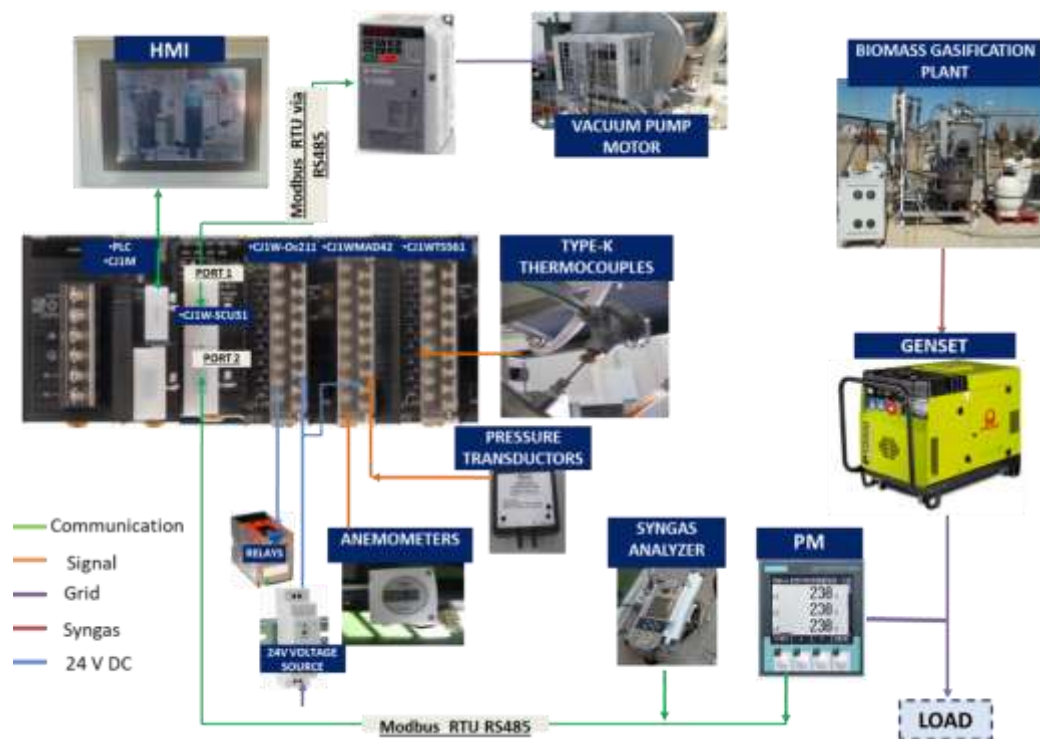 HMI
Modbus RTU via
RS485
VACUUM PUMP
MOTOR
BIOMASS GASIFICATION
PLANT
•PLC
•CJ1M
PORT 1
•CJ1W-SCU51
PORT 2
•CJ1W-Oc211
•CJ1WMAD42
•CJ1WTS561
TYPE-K
THERMOCOUPLES
GENSET
PRESSURE
TRANSDUCTORS
Communication
Signal
Grid
Syngas
24 V DC
RELAYS
ANEMOMETERS
24V VOLTAGE
SOURCE
SYNGAS
ANALYZER
PM
238
238
238
Modbus RTU RS485
LOAD